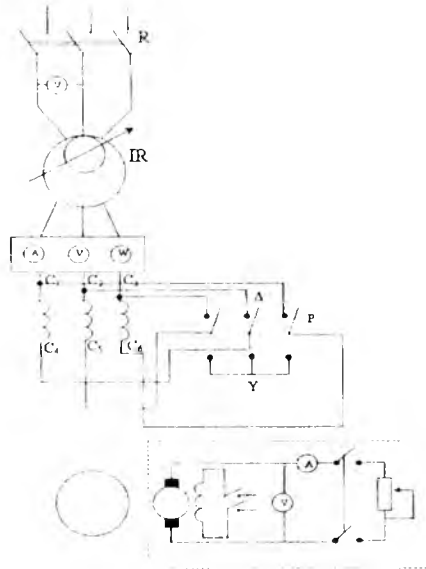 R
V
IR
A V W
C₁ C₂ C₃
Δ
P
C₄ C₅ C₆
Y
A
V